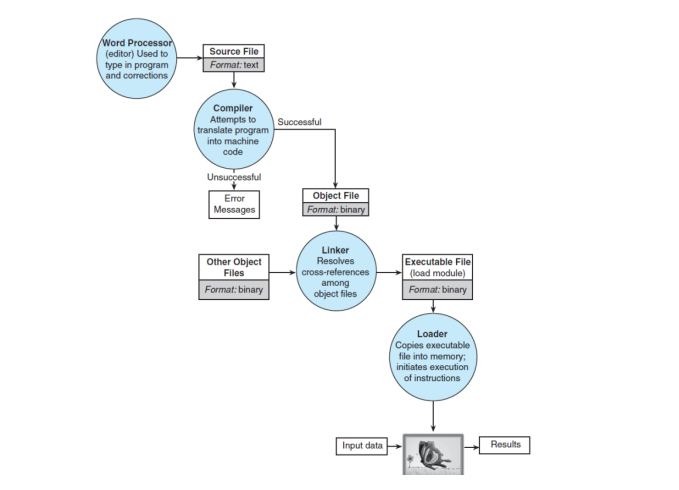 Word Processor
(editor) Used to
type in program
and corrections
Source File
Format: text
Compiler
Attempts to
translate program
into machine
code
Successful
Unsuccessful
Error
Messages
Object File
Format: binary
Other Object
Files
Format: binary
Linker
Resolves
cross-references
among
object files
Executable File
(load module)
Format: binary
Loader
Copies executable
file into memory;
initiates execution
of instructions
Input data
Results